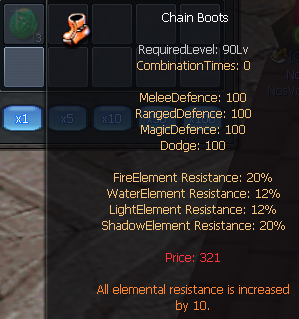 Chain Boots
3
RequiredLevel: 90Lv
CombinationTimes: 0
x1
x5
x10
MeleeDefence: 100
RangedDefence: 100
MagicDefence: 100
Dodge: 100
FireElement Resistance: 20%
WaterElement Resistance: 12%
LightElement Resistance: 12%
ShadowElement Resistance: 20%
Price: 321
All elemental resistance is increased
by 10.